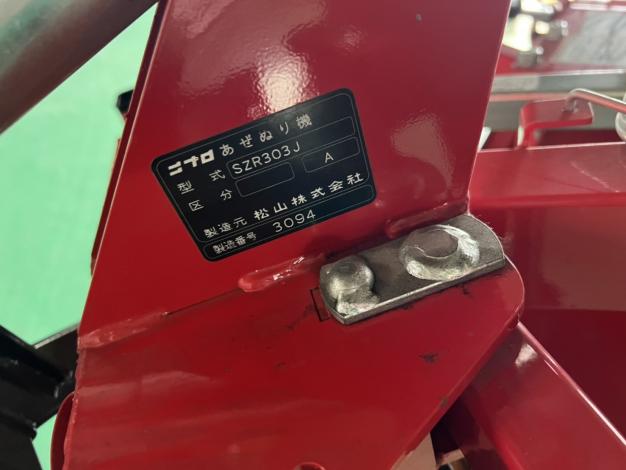 ニプロ あぜぬり機
型式 SZR303J
区分 A
製造元 松山株式会社
製造番号 3094